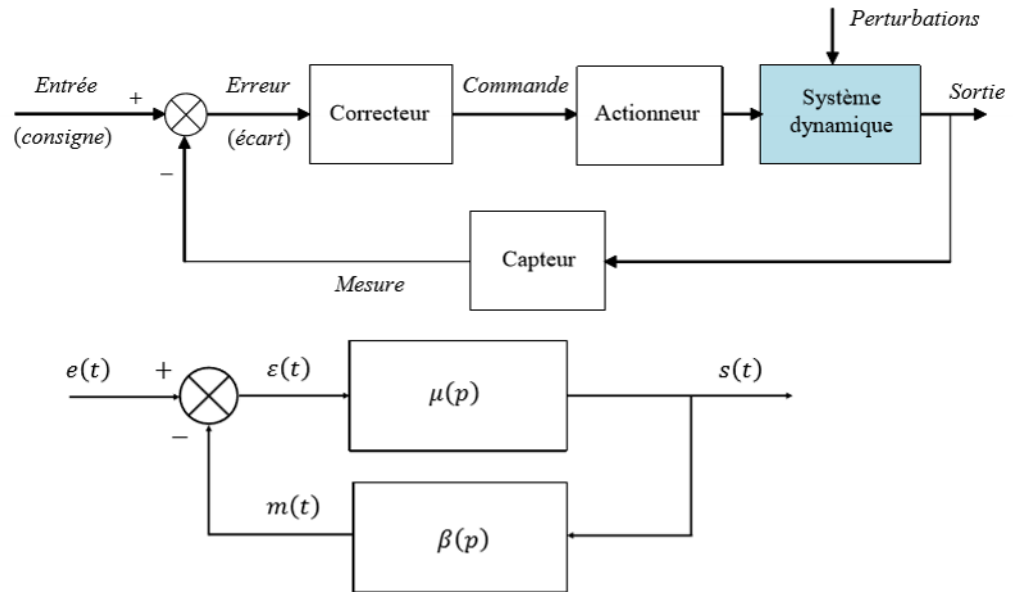 Perturbations
Entrée
+
Erreur
Commande
Sortie
Correcteur
Actionneur
Système
dynamique
(consigne)
(écart)
−
Capteur
Mesure
e(t)
+
ε(t)
μ(p)
s(t)
−
m(t)
β(p)